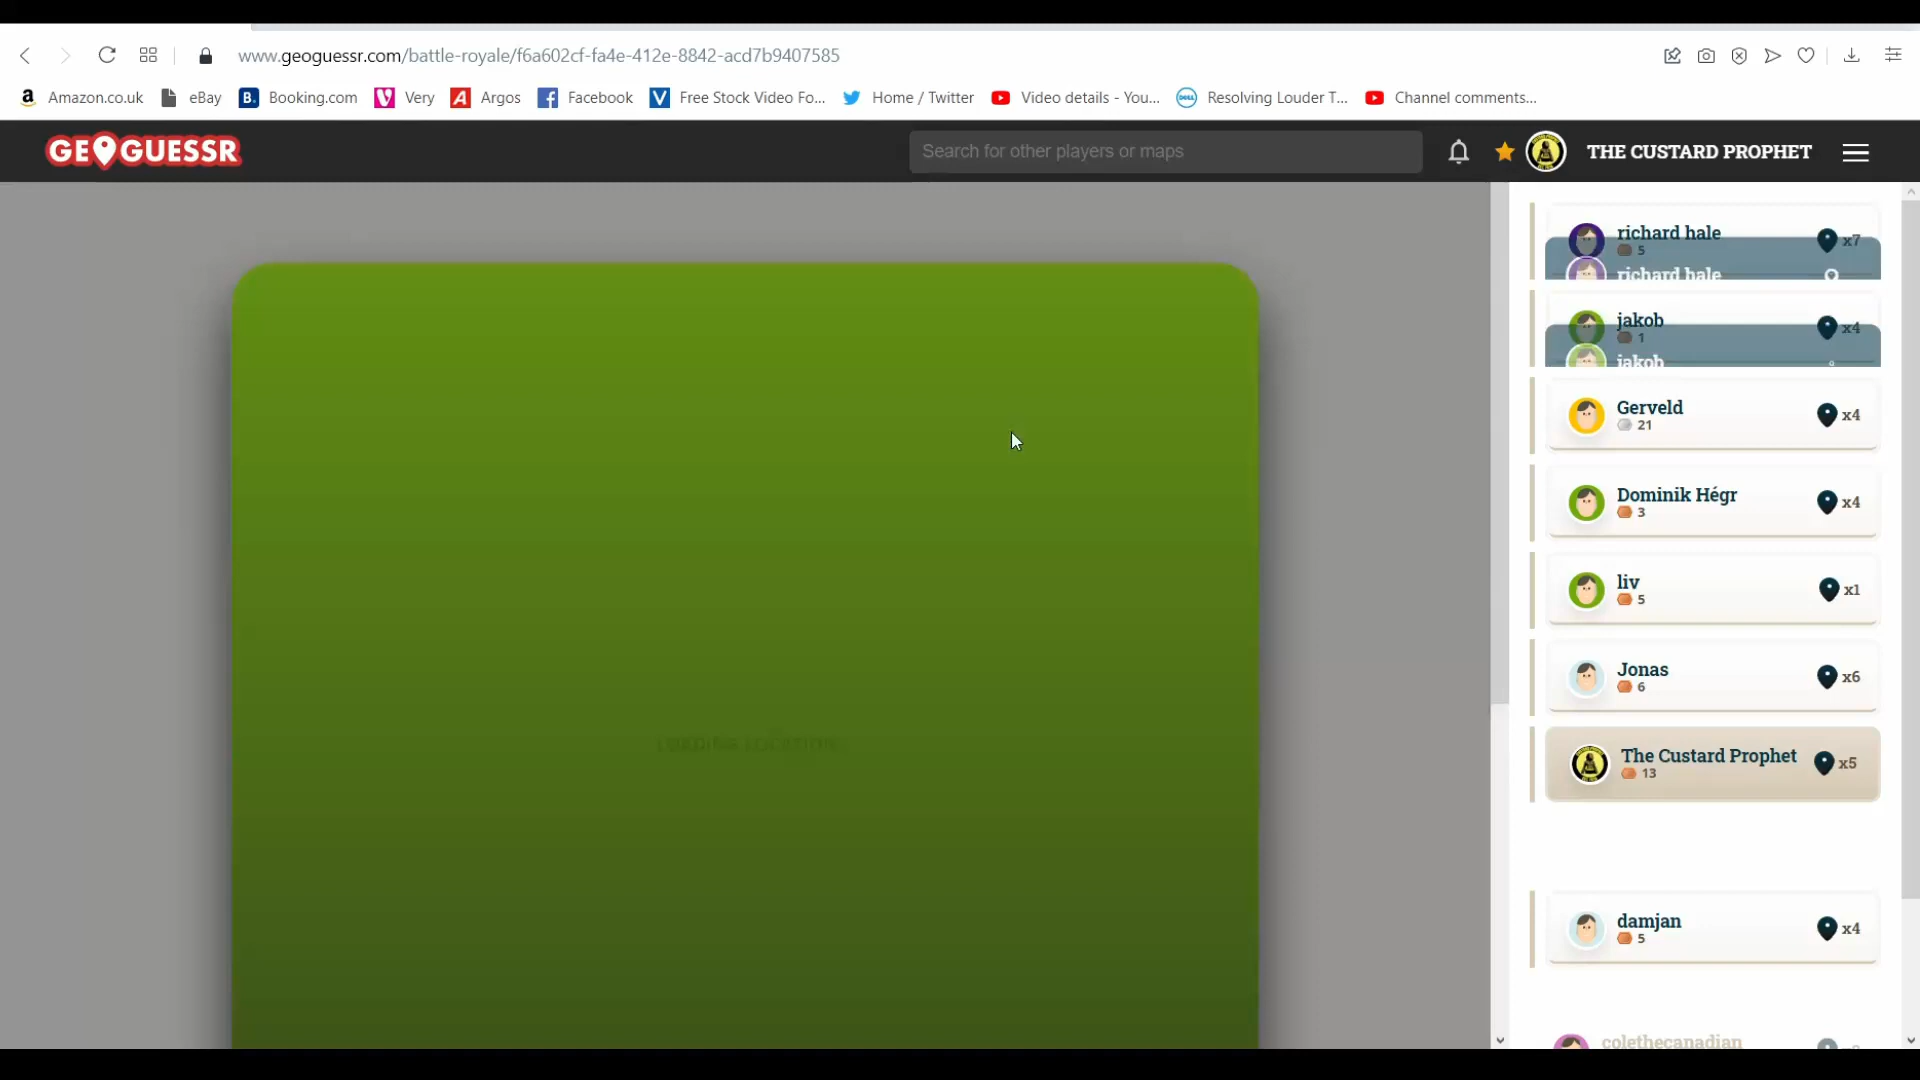 www.geoguessr.com/battle-royale/f6a602cf-fa4e-412e-8842-acd7b9407585
Amazon.co.uk eBay B. Booking.com Very Argos Facebook Free Stock Video Fo... Home / Twitter Video details - You... Resolving Louder T... Channel comments...
GEOGUESSR Search for other players or maps THE CUSTARD PROPHET
richard hale x7
5
richard hale
jakob x4
1
jakob
Gerveld x4
21
Dominik Hégr x4
3
liv x1
5
Jonas x6
6
The Custard Prophet x5
13
damjan x4
5
colethecanadian